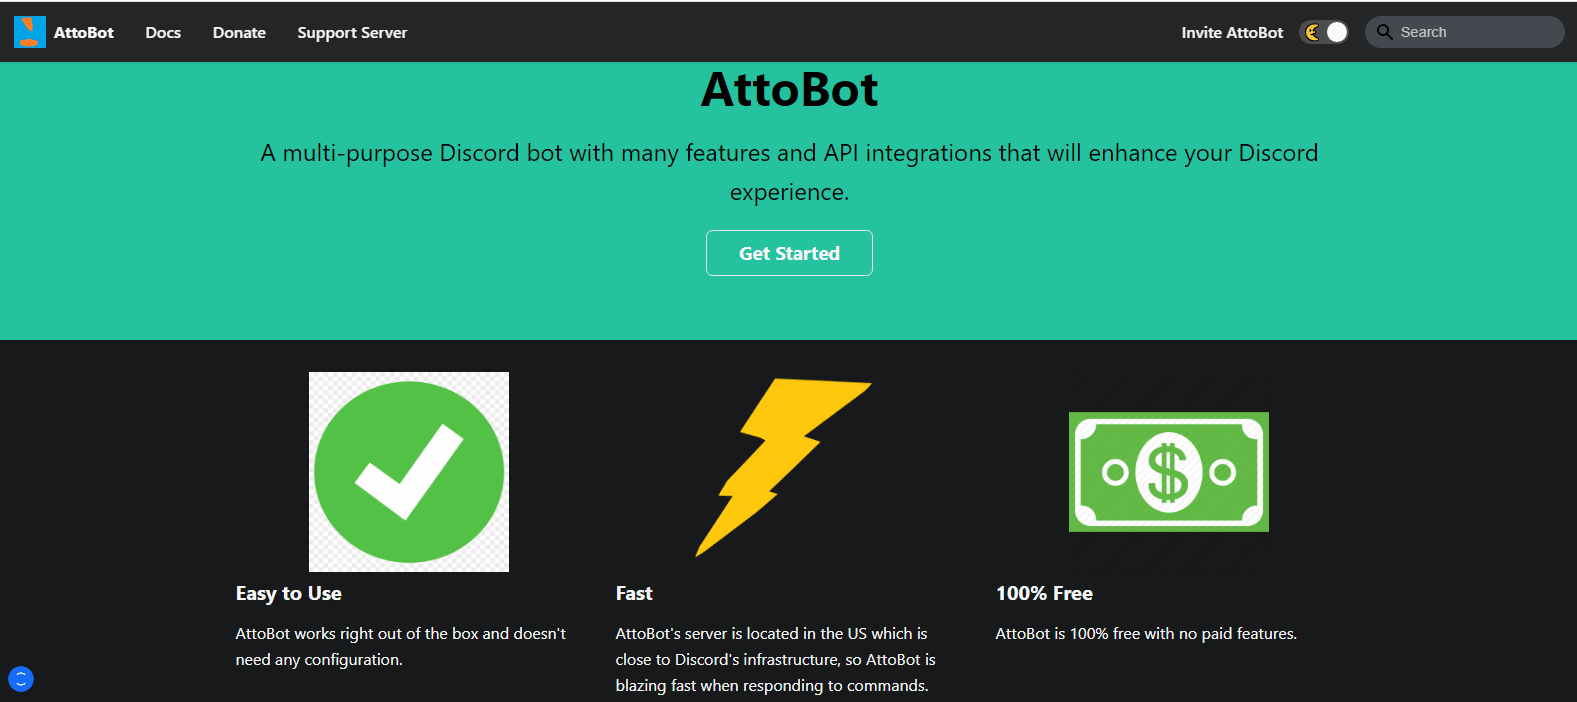 AttoBot Docs Donate Support Server Invite AttoBot Search
AttoBot
A multi-purpose Discord bot with many features and API integrations that will enhance your Discord
experience.
Get Started
$
Easy to Use
AttoBot works right out of the box and doesn't
need any configuration.
Fast
AttoBot's server is located in the US which is
close to Discord's infrastructure, so AttoBot is
blazing fast when responding to commands.
100% Free
AttoBot is 100% free with no paid features.